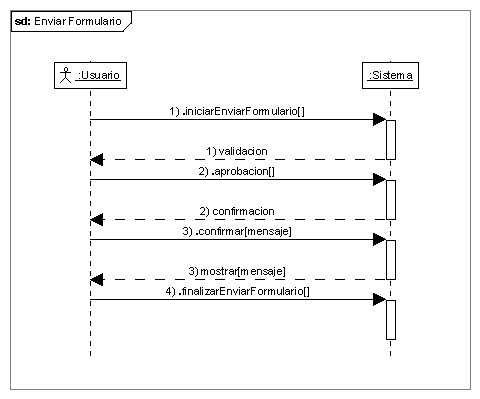 sd: Enviar Formulario
:Usuario
:Sistema
1) .iniciarEnviarFormulario[]
1) validacion
2) .aprobacion[]
2) confirmacion
3) .confirmar[mensaje]
3) mostrar[mensaje]
4) .finalizarEnviarFormulario[]